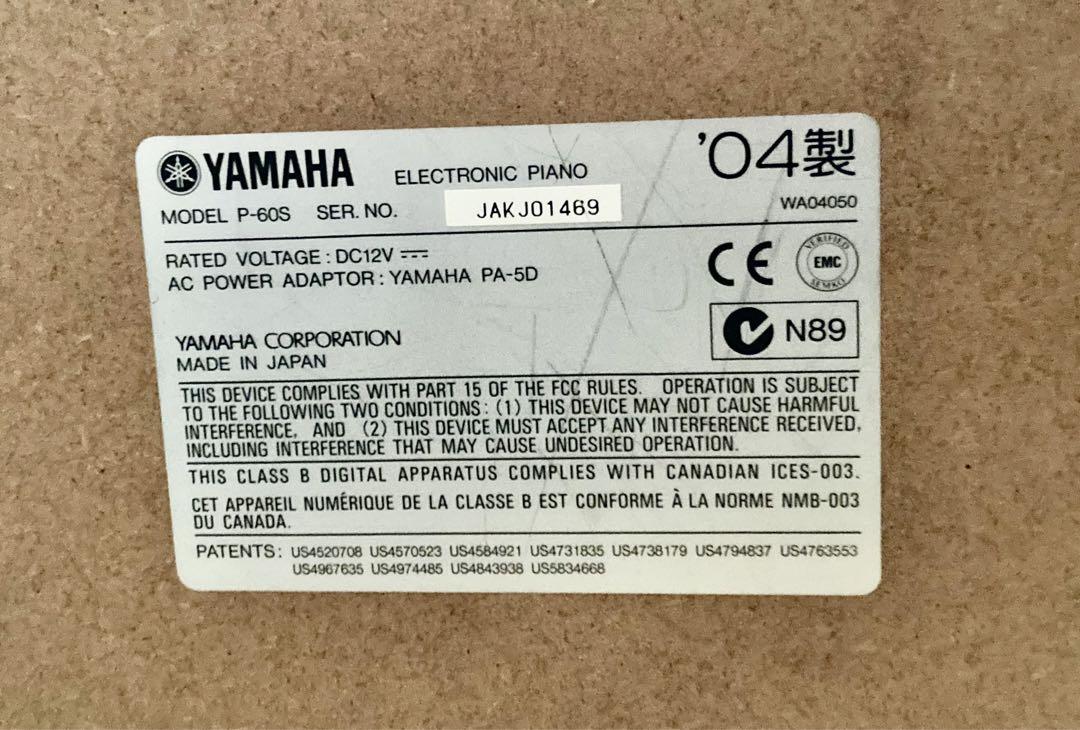 YAMAHA ELECTRONIC PIANO '04製
MODEL P-60S SER. NO. JAKJ01469 WA04050
RATED VOLTAGE : DC12V ⎓
AC POWER ADAPTOR : YAMAHA PA-5D
CE VERIFIED EMC SEMKO
N89
YAMAHA CORPORATION
MADE IN JAPAN
THIS DEVICE COMPLIES WITH PART 15 OF THE FCC RULES. OPERATION IS SUBJECT
TO THE FOLLOWING TWO CONDITIONS : (1) THIS DEVICE MAY NOT CAUSE HARMFUL
INTERFERENCE, AND (2) THIS DEVICE MUST ACCEPT ANY INTERFERENCE RECEIVED,
INCLUDING INTERFERENCE THAT MAY CAUSE UNDESIRED OPERATION.
THIS CLASS B DIGITAL APPARATUS COMPLIES WITH CANADIAN ICES-003.
CET APPAREIL NUMÉRIQUE DE LA CLASSE B EST CONFORME À LA NORME NMB-003
DU CANADA.
PATENTS : US4520708 US4570523 US4584921 US4731835 US4738179 US4794837 US4763553
US4967635 US4974485 US4843938 US5834668